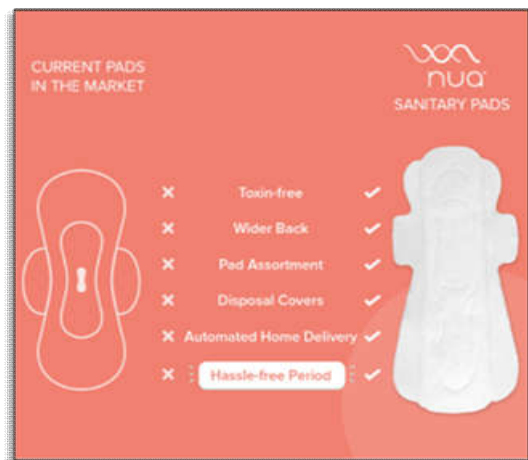 CURRENT PADS
IN THE MARKET
nua
SANITARY PADS
Toxin-free
Wider Back
Pad Assortment
Disposal Covers
Automated Home Delivery
Hassle-free Period